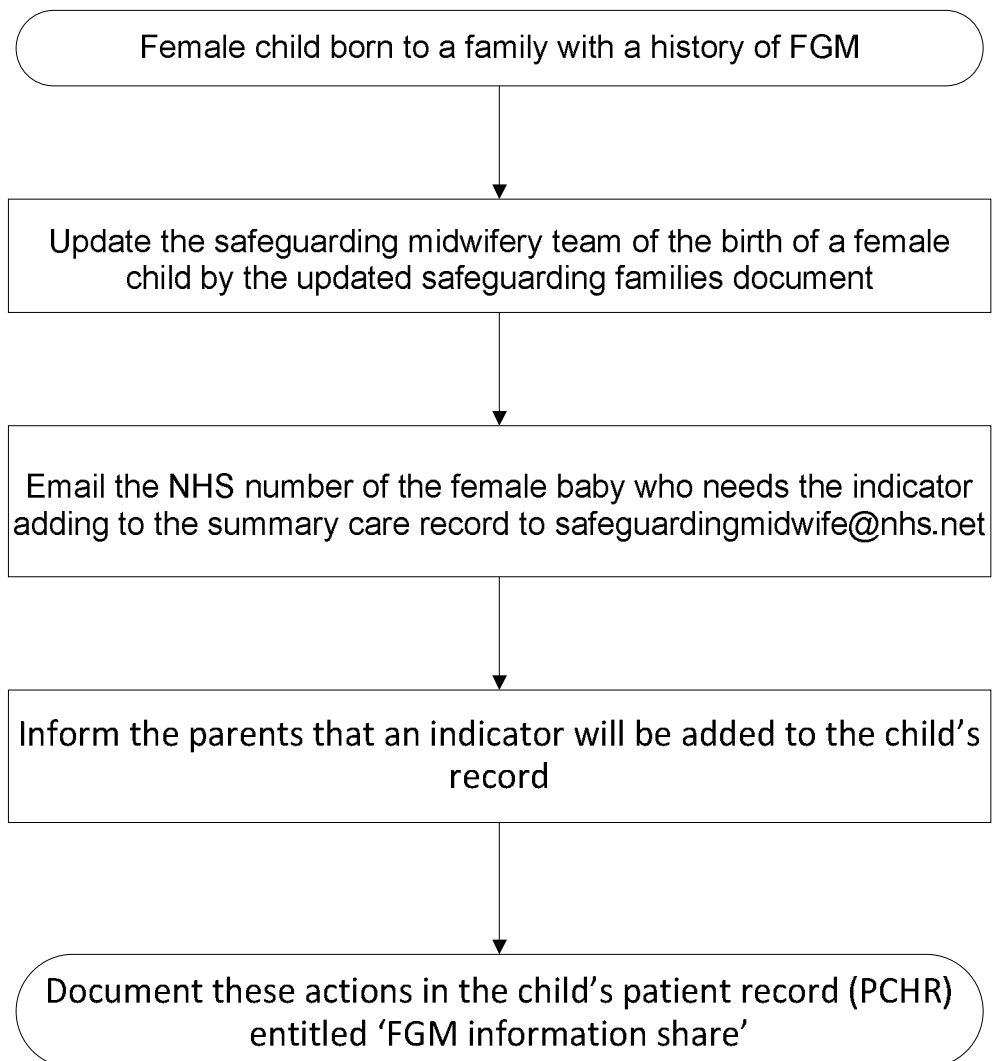 Female child born to a family with a history of FGM
Update the safeguarding midwifery team of the birth of a female
child by the updated safeguarding families document
Email the NHS number of the female baby who needs the indicator
adding to the summary care record to safeguardingmidwife@nhs.net
Inform the parents that an indicator will be added to the child’s
record
Document these actions in the child’s patient record (PCHR)
entitled ‘FGM information share’